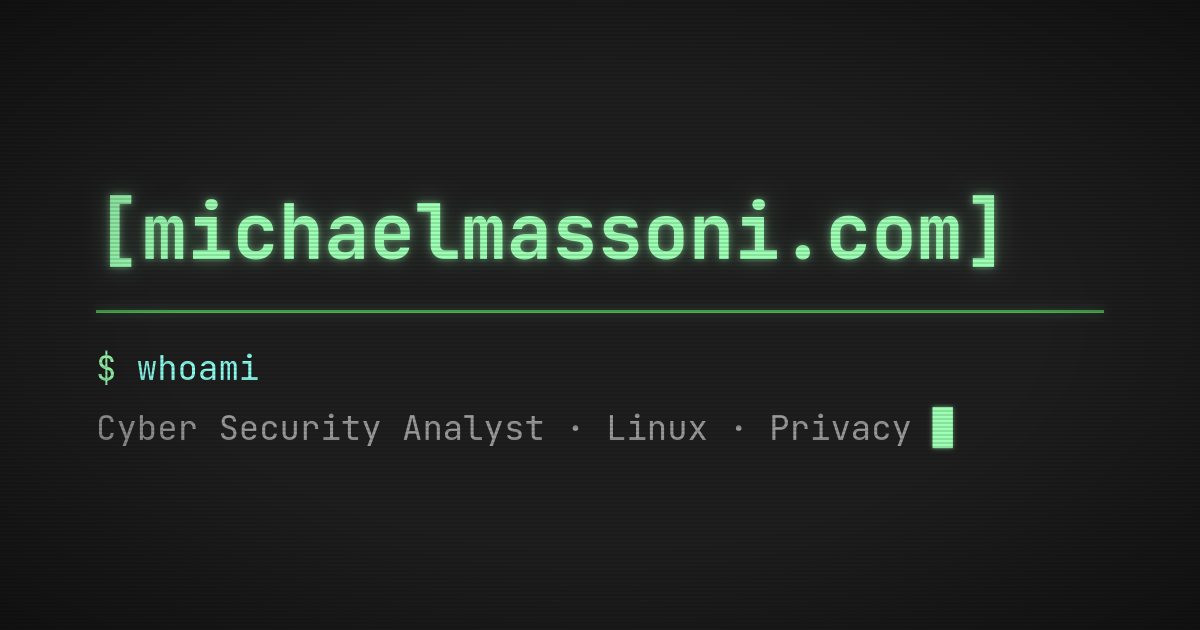 [michaelmassoni.com]
$ whoami
Cyber Security Analyst · Linux · Privacy